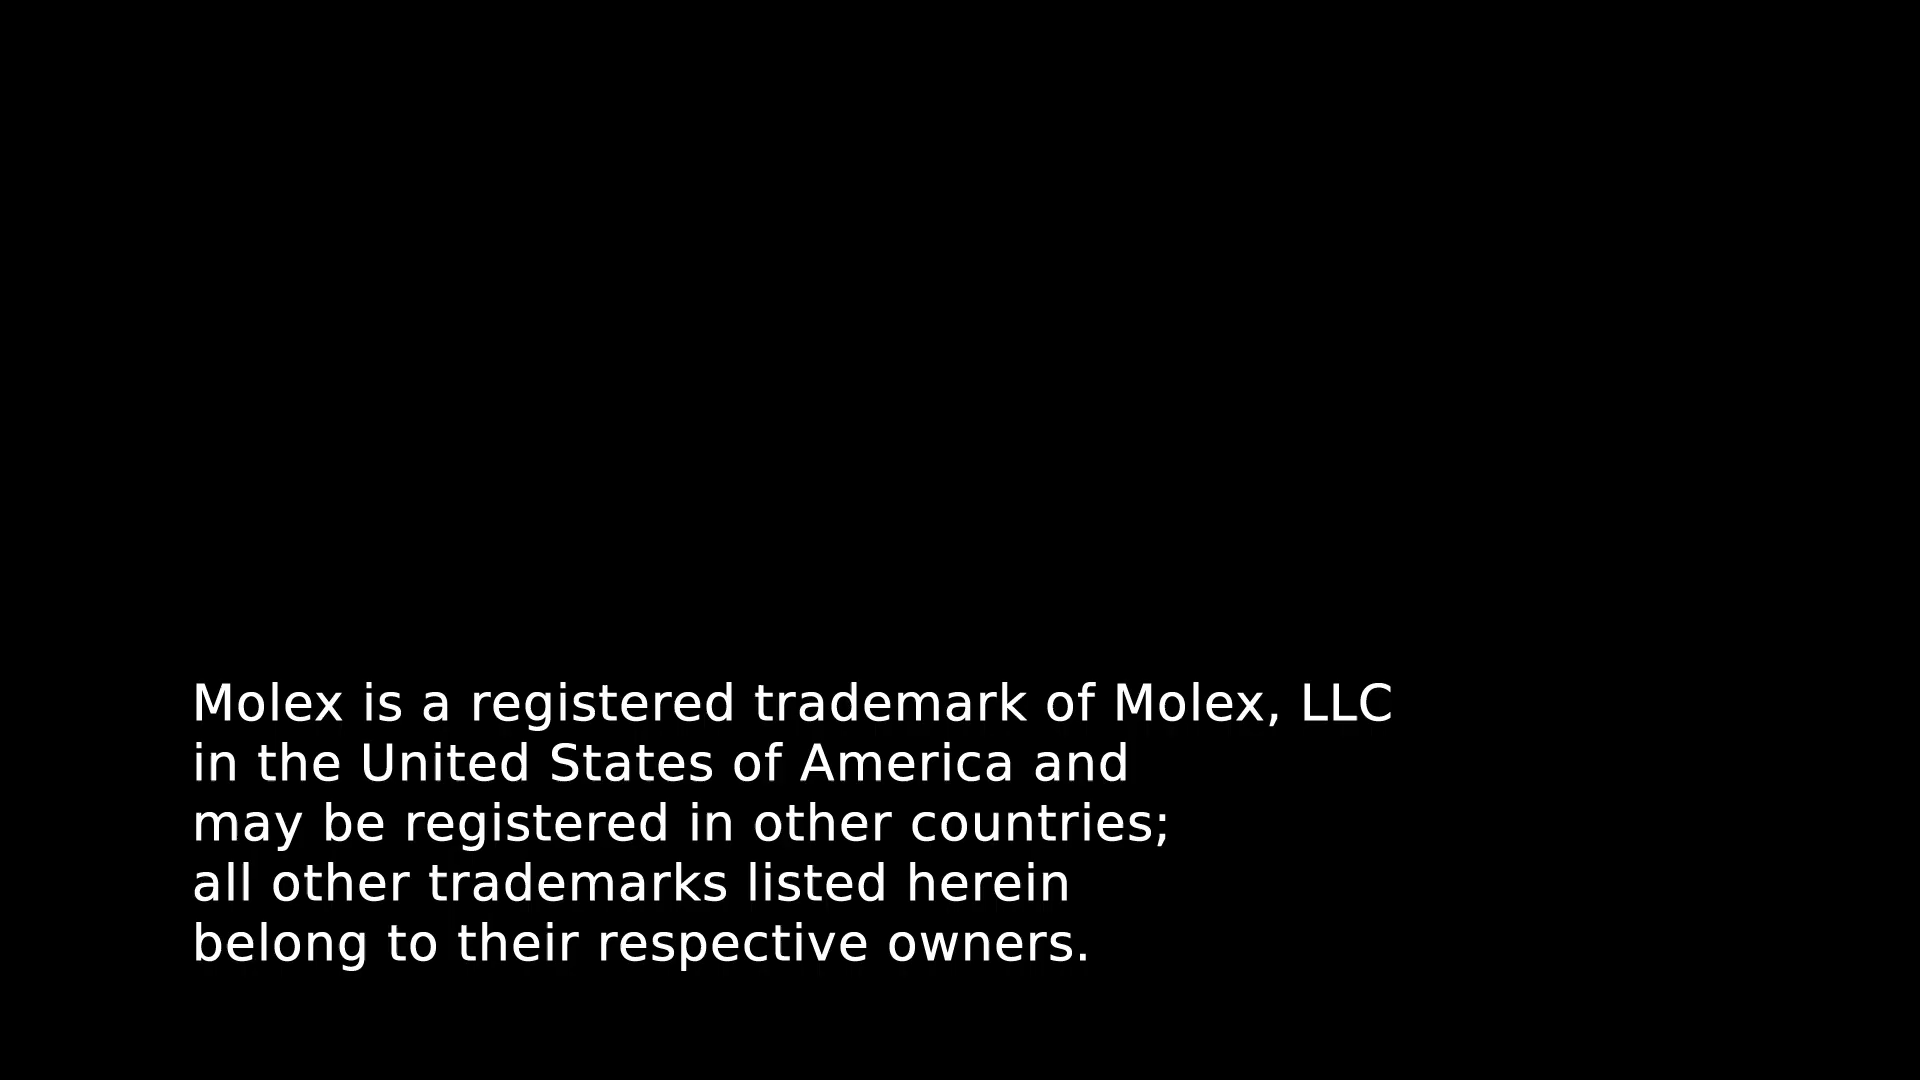 Molex is a registered trademark of Molex, LLC
in the United States of America and
may be registered in other countries;
all other trademarks listed herein
belong to their respective owners.